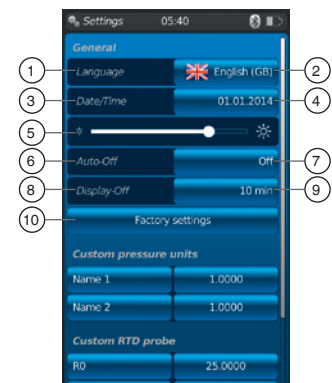 Settings 05:40
General
1 Language English (GB) 2
3 Date/Time 01.01.2014 4
5
6 Auto-Off Off 7
8 Display-Off 10 min 9
10 Factory settings
Custom pressure units
Name 1 1.0000
Name 2 1.0000
Custom RTD probe
R0 25.0000